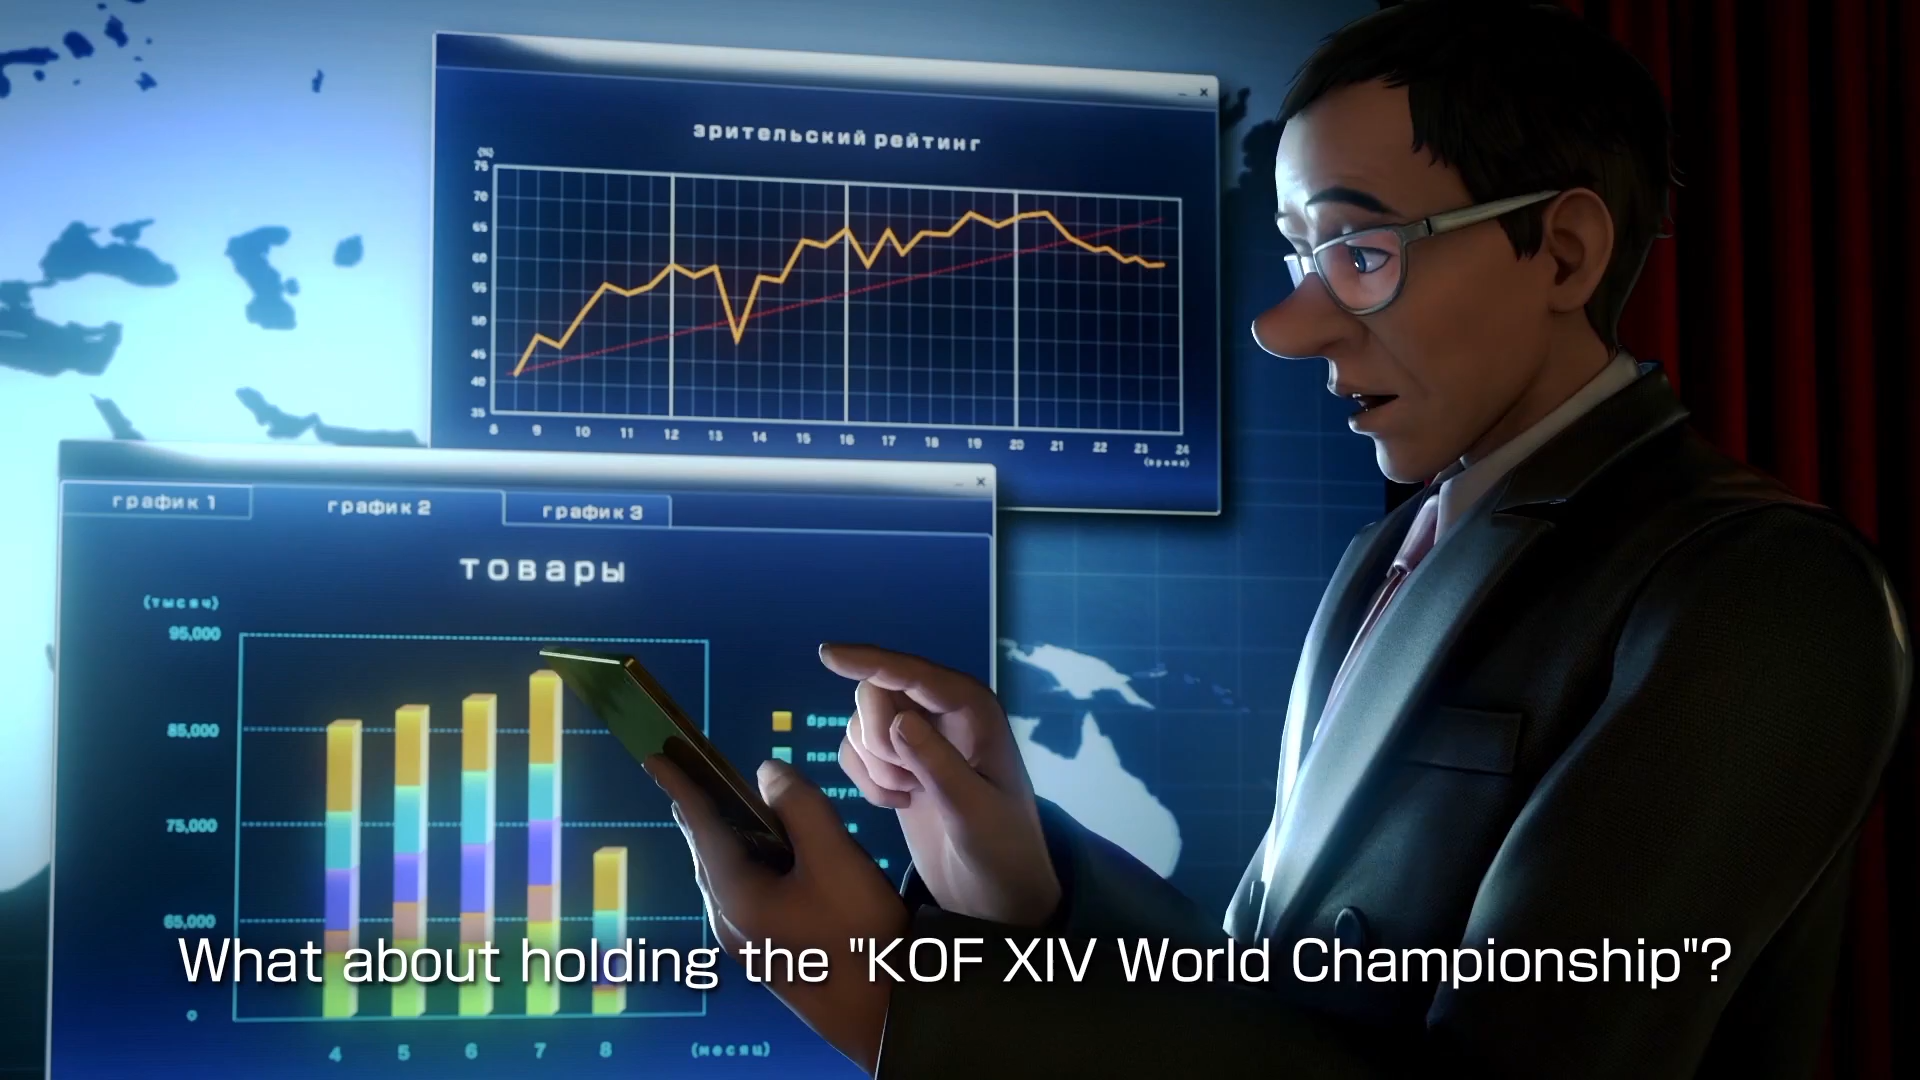 зрительский рейтинг
(%)
75
70
65
60
55
50
45
40
35
8 9 10 11 12 13 14 15 16 17 18 19 20 21 22 23 24
(время)
график 1 график 2 график 3
товары
(тысяч)
95,000
85,000
75,000
65,000
0
4 5 6 7 8 (месяц)
What about holding the "KOF XIV World Championship"?